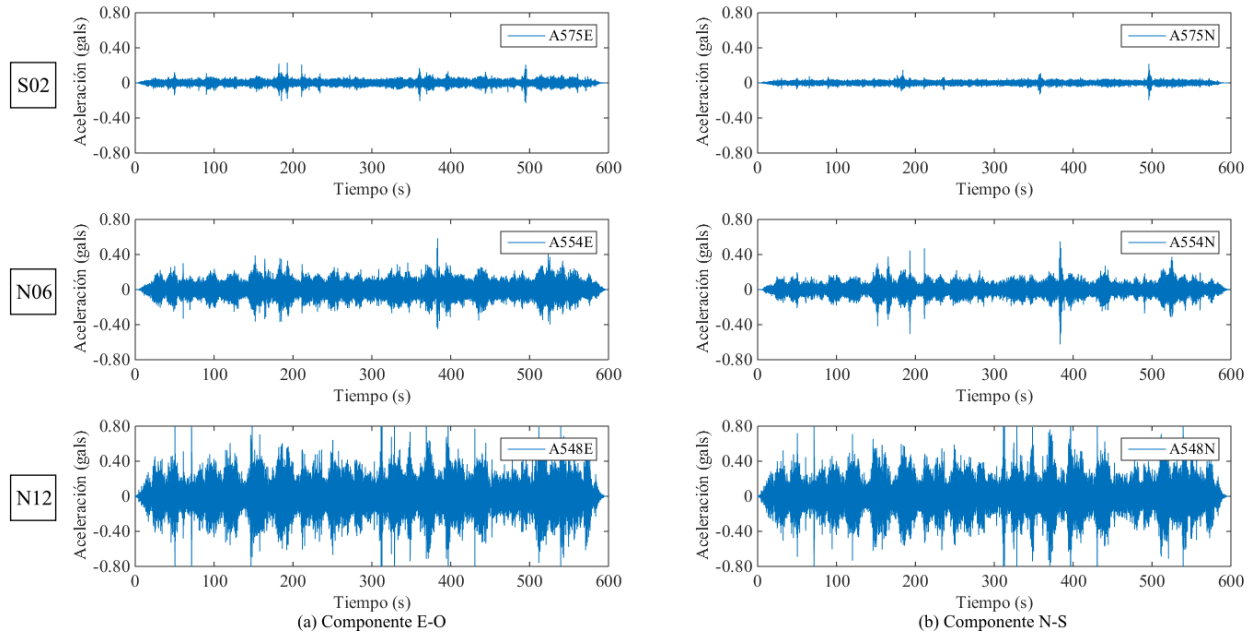 S02
Aceleración (gals)
0.80
0.40
0
-0.40
-0.80
A575E
0 100 200 300 400 500 600
Tiempo (s)
Aceleración (gals)
0.80
0.40
0
-0.40
-0.80
A575N
0 100 200 300 400 500 600
Tiempo (s)
N06
Aceleración (gals)
0.80
0.40
0
-0.40
-0.80
A554E
0 100 200 300 400 500 600
Tiempo (s)
Aceleración (gals)
0.80
0.40
0
-0.40
-0.80
A554N
0 100 200 300 400 500 600
Tiempo (s)
N12
Aceleración (gals)
0.80
0.40
0
-0.40
-0.80
A548E
0 100 200 300 400 500 600
Tiempo (s)
(a) Componente E-O
Aceleración (gals)
0.80
0.40
0
-0.40
-0.80
A548N
0 100 200 300 400 500 600
Tiempo (s)
(b) Componente N-S